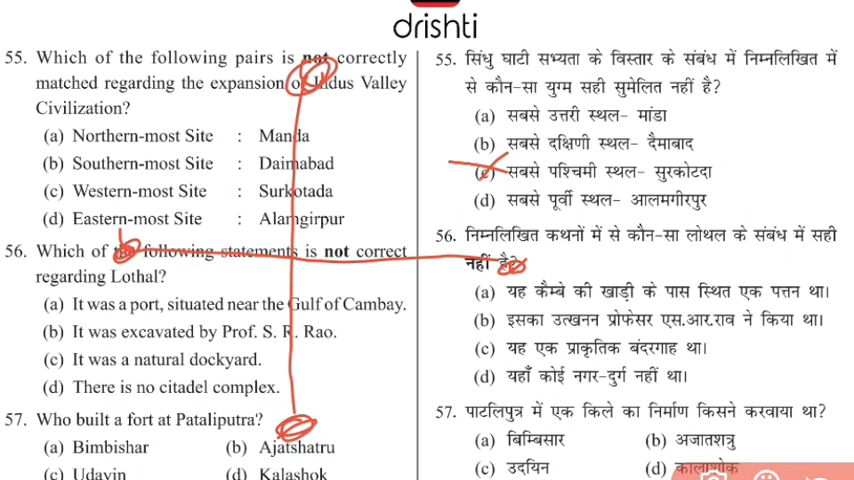 drishti
55. Which of the following pairs is not correctly
matched regarding the expansion of Indus Valley
Civilization?
(a) Northern-most Site : Manda
(b) Southern-most Site : Daimabad
(c) Western-most Site : Surkotada
(d) Eastern-most Site : Alamgirpur
56. Which of the following statements is not correct
regarding Lothal?
(a) It was a port, situated near the Gulf of Cambay.
(b) It was excavated by Prof. S. R. Rao.
(c) It was a natural dockyard.
(d) There is no citadel complex.
57. Who built a fort at Pataliputra?
(a) Bimbishar (b) Ajatshatru
(c) Udayin (d) Kalashok
55. सिंधु घाटी सभ्यता के विस्तार के संबंध में निम्नलिखित में
से कौन-सा युग्म सही सुमेलित नहीं है?
(a) सबसे उत्तरी स्थल- मांडा
(b) सबसे दक्षिणी स्थल- दैमाबाद
(c) सबसे पश्चिमी स्थल- सुरकोटदा
(d) सबसे पूर्वी स्थल- आलमगीरपुर
56. निम्नलिखित कथनों में से कौन-सा लोथल के संबंध में सही
नहीं है?
(a) यह कैम्बे की खाड़ी के पास स्थित एक पत्तन था।
(b) इसका उत्खनन प्रोफेसर एस.आर.राव ने किया था।
(c) यह एक प्राकृतिक बंदरगाह था।
(d) यहाँ कोई नगर-दुर्ग नहीं था।
57. पाटलिपुत्र में एक किले का निर्माण किसने करवाया था?
(a) बिम्बिसार (b) अजातशत्रु
(c) उदयिन (d) कालाशोक